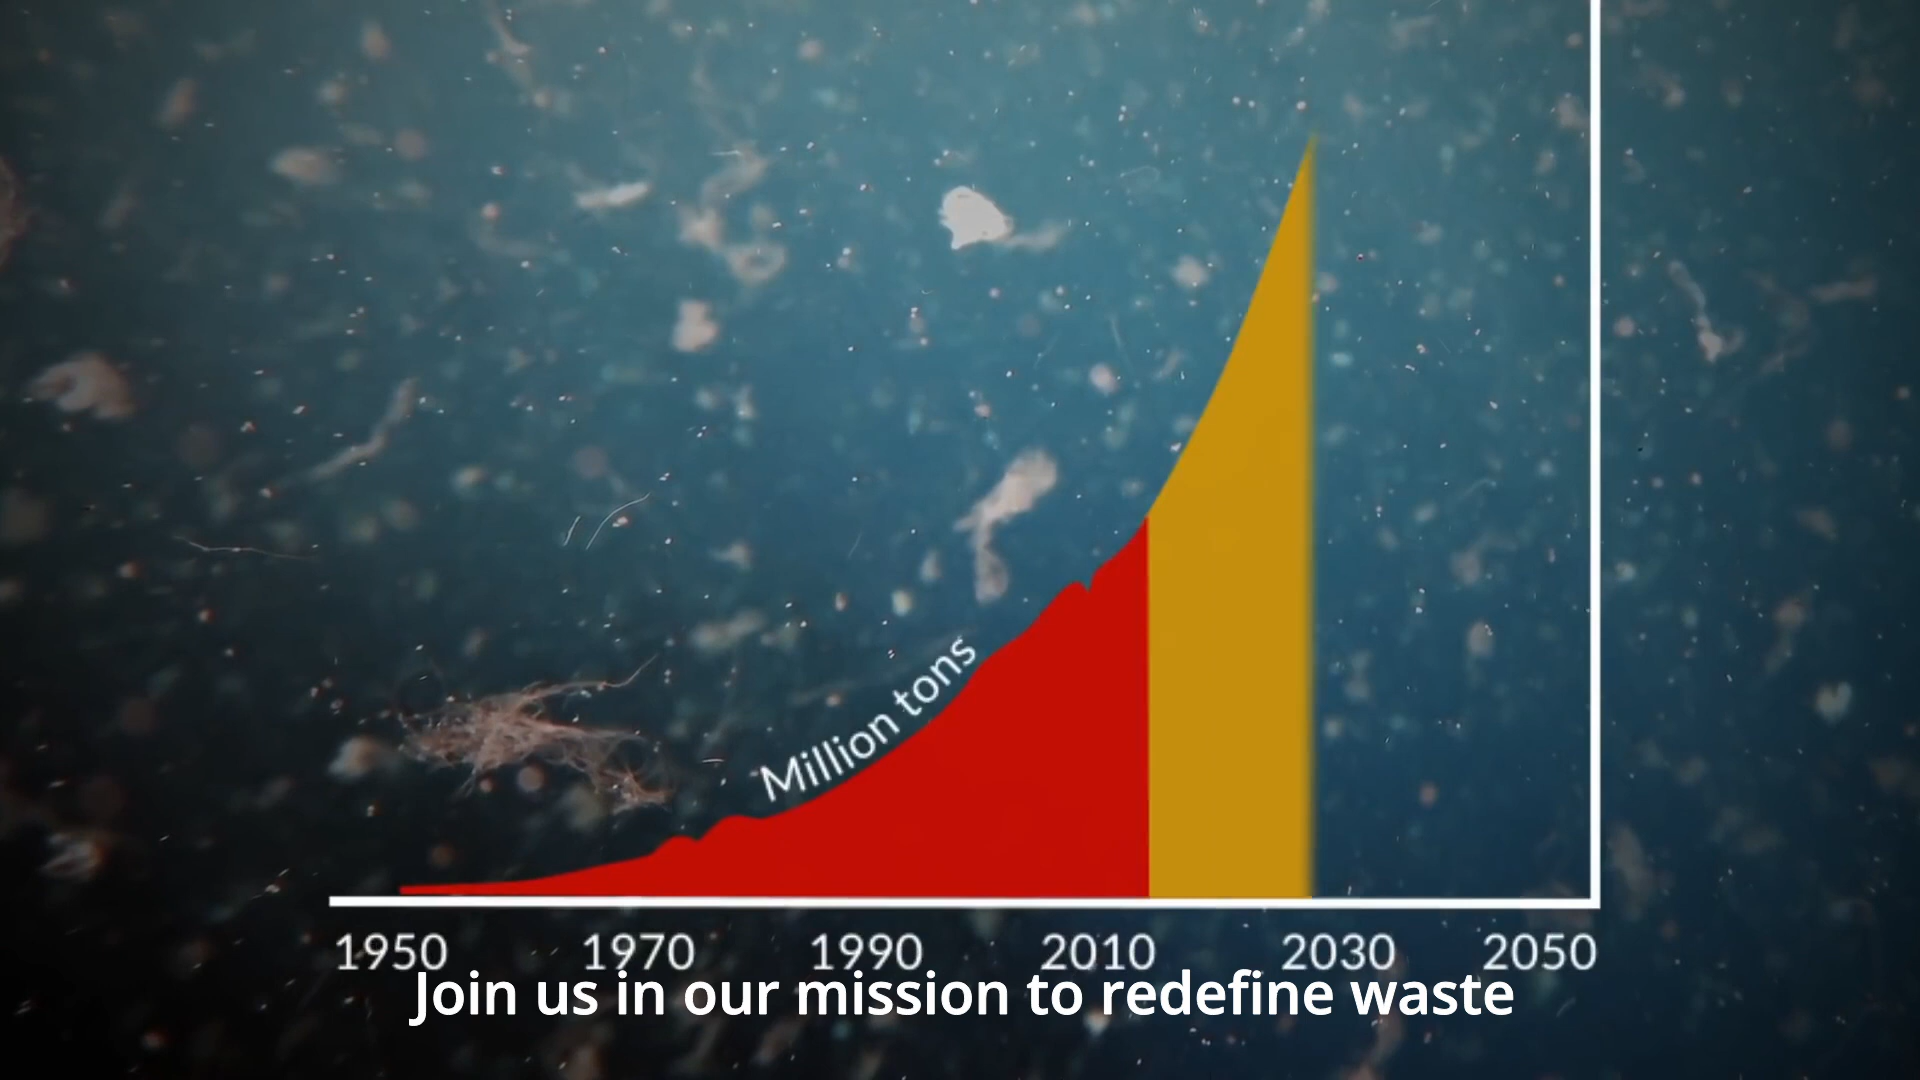 Million tons
1950 1970 1990 2010 2030 2050
Join us in our mission to redefine waste